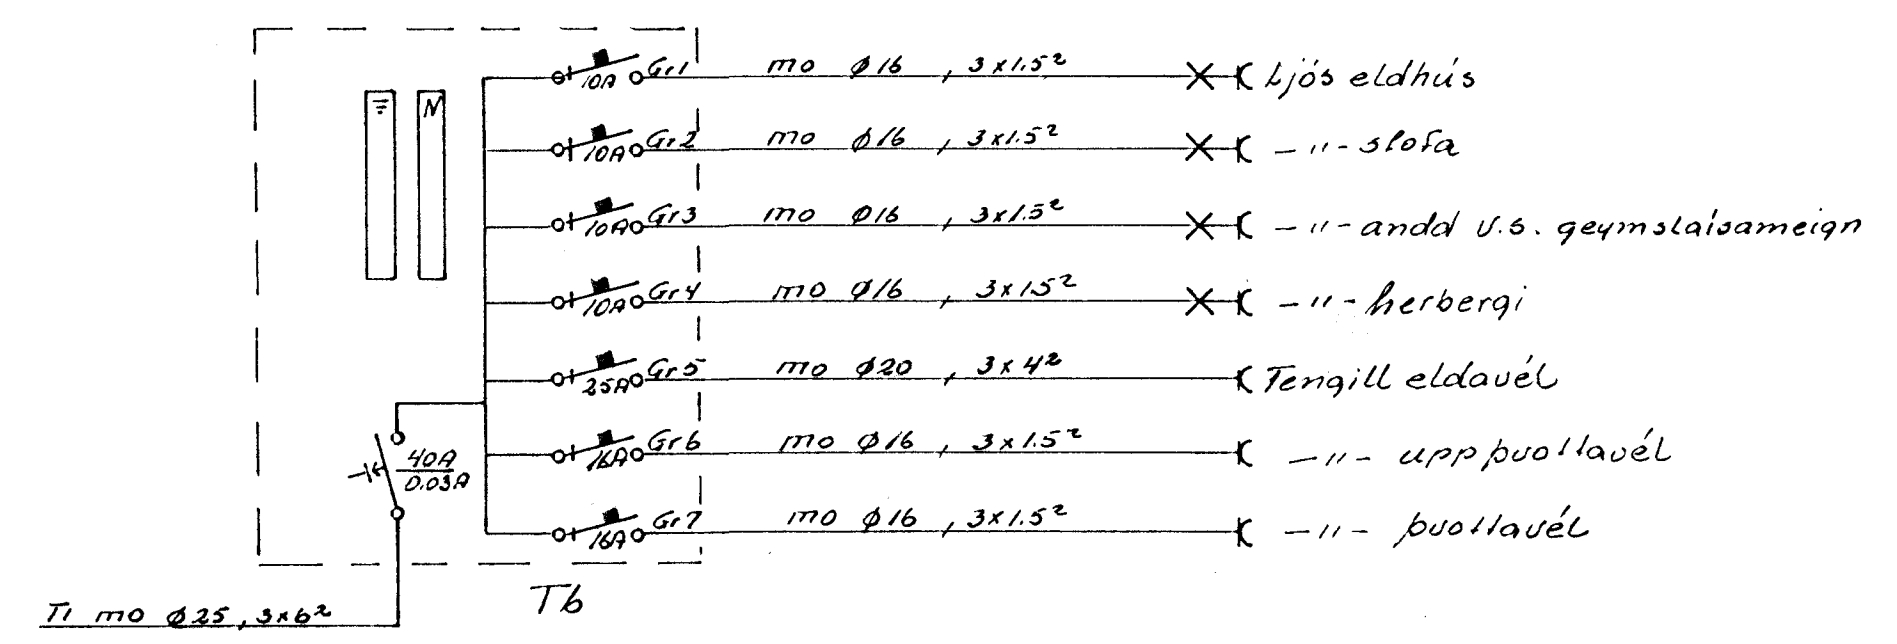 Gr1 mo ø16, 3x1.5² Ljós eldhús
10A
N
Gr2 mo ø16, 3x1.5² -"- stofa
10A
Gr3 mo ø16, 3x1.5² -"- andd v.s. geymsla í sameign
10A
Gr4 mo ø16, 3x1.5² -"- herbergi
10A
Gr5 mo ø20, 3x4² Tengill eldavél
25A
Gr6 mo ø16, 3x1.5² -"- uppþvottavél
16A
40A
0.03A
Gr7 mo ø16, 3x1.5² -"- þvottavél
16A
T6
T1 mo ø25, 3x6²